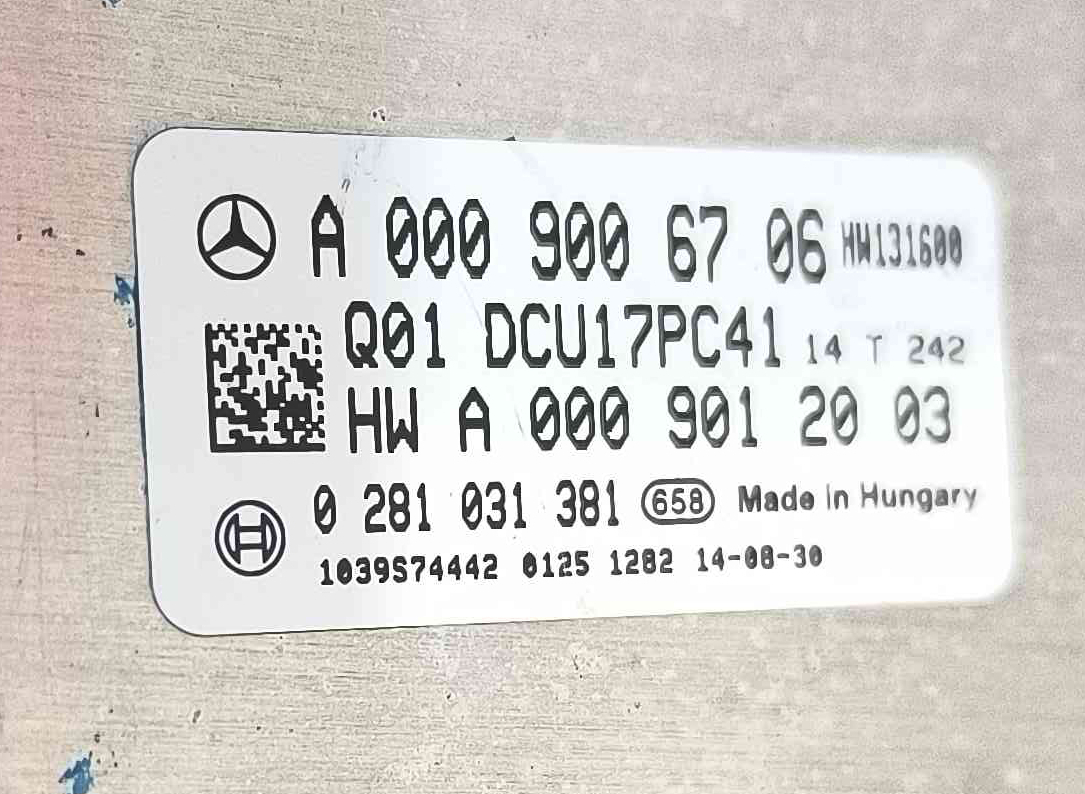 A 000 900 67 06 HW131600
Q01 DCU17PC41 14 T 242
HW A 000 901 20 03
0 281 031 381 658 Made in Hungary
1039S74442 0125 1282 14-08-30